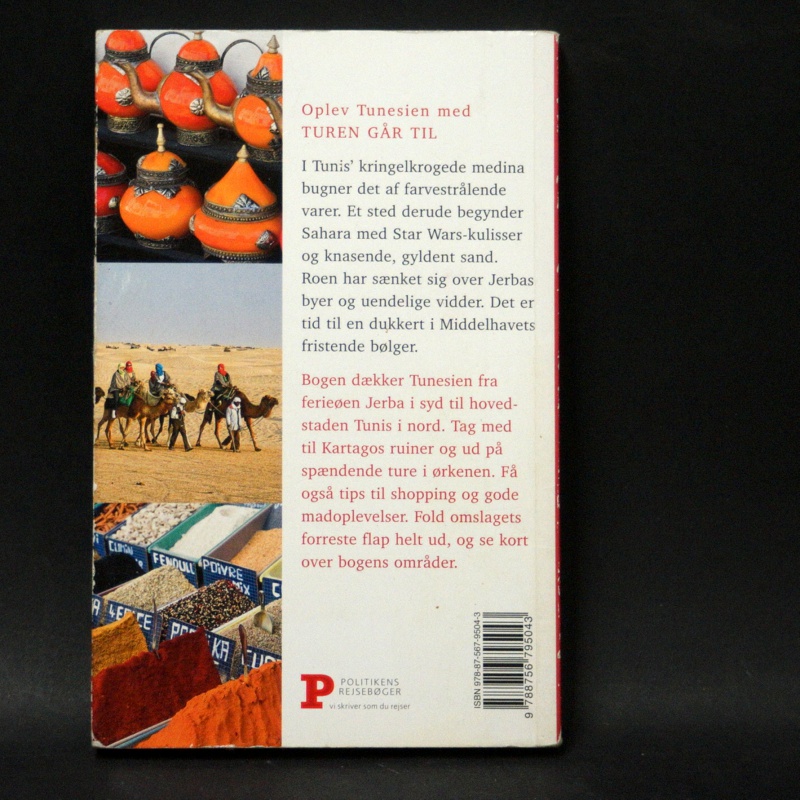 Oplev Tunesien med
TUREN GÅR TIL
I Tunis' kringelkrogede medina
bugner det af farvestrålende
varer. Et sted derude begynder
Sahara med Star Wars-kulisser
og knasende, gyldent sand.
Roen har sænket sig over Jerbas
byer og uendelige vidder. Det er
tid til en dukkert i Middelhavets
fristende bølger.
Bogen dækker Tunesien fra
ferieøen Jerba i syd til hoved-
staden Tunis i nord. Tag med
til Kartagos ruiner og ud på
spændende ture i ørkenen. Få
også tips til shopping og gode
madoplevelser. Fold omslagets
forreste flap helt ud, og se kort
over bogens områder.
FENOULL
POIVRE
MIX
4 EPICE
P POLITIKENS
REJSEBØGER
vi skriver som du rejser
ISBN 978-87-567-9504-3
9 788756 795043